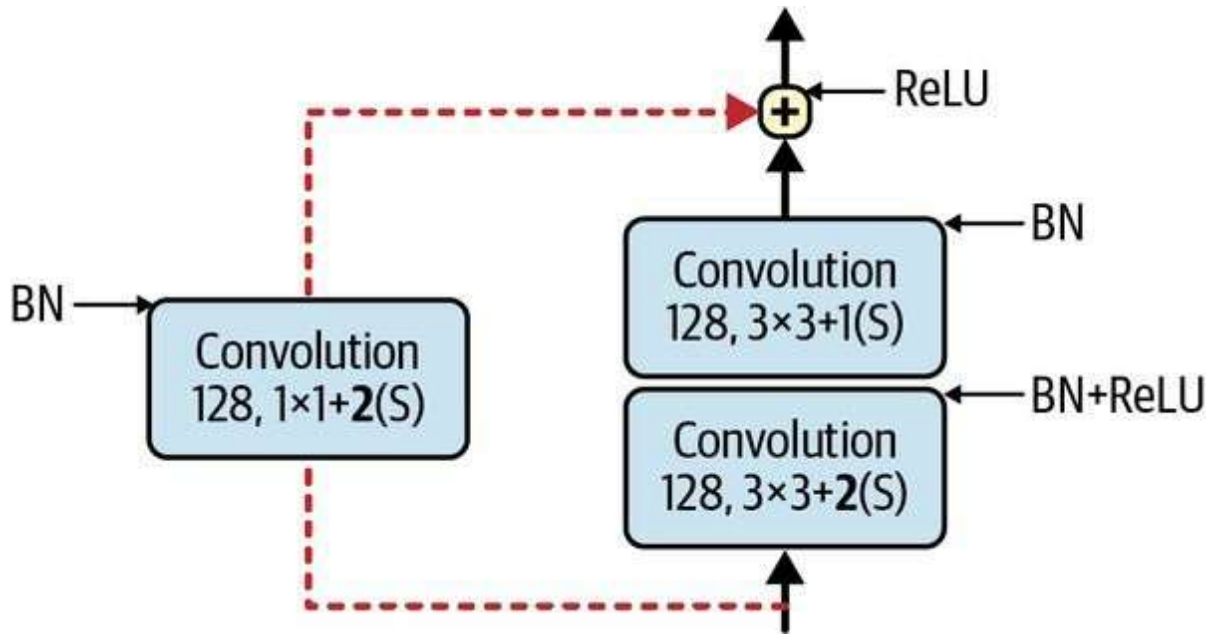 ReLU
BN
Convolution
128, 3×3+1(S)
BN
Convolution
128, 1×1+2(S)
BN+ReLU
Convolution
128, 3×3+2(S)